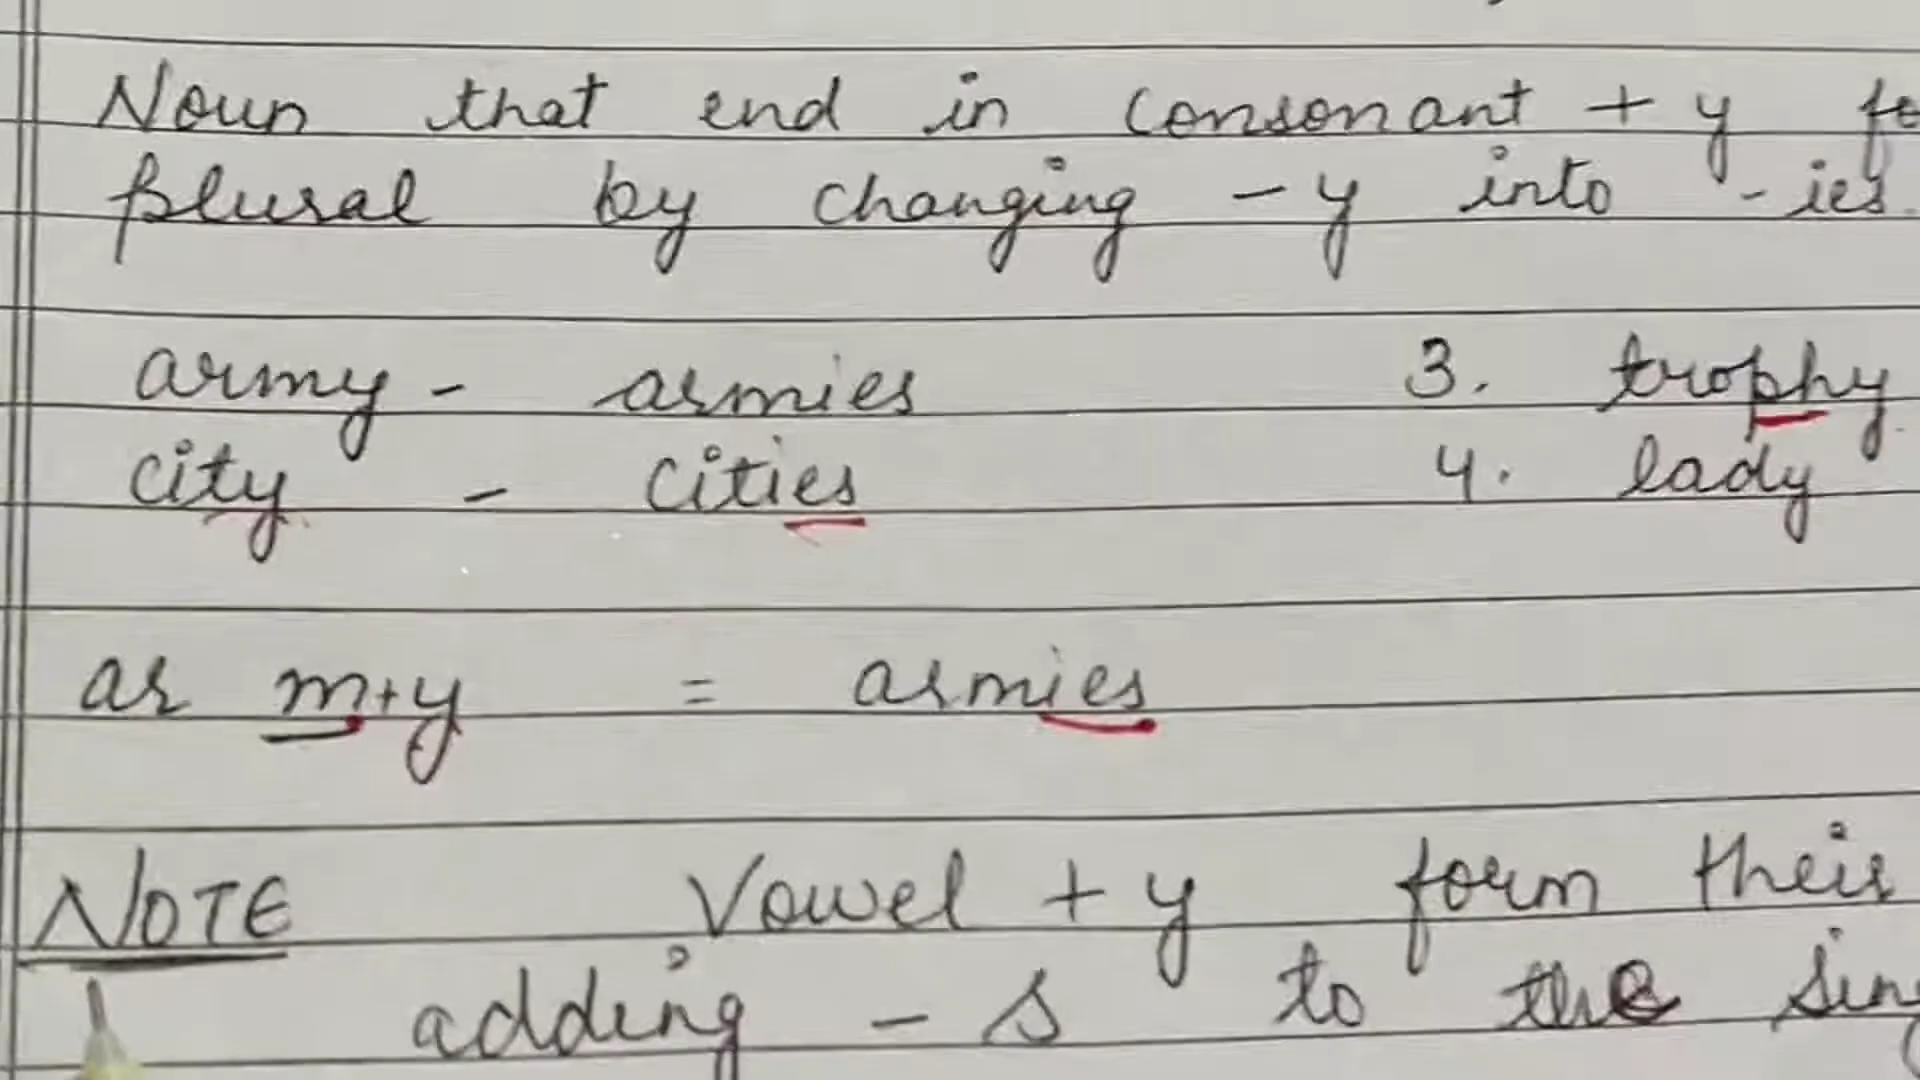 Noun that end in consonant + y
plural by changing - y into - ies.
army - armies 3. trophy
city - cities 4. lady
ar m+y = armies
NOTE Vowel + y form their
adding - s to the